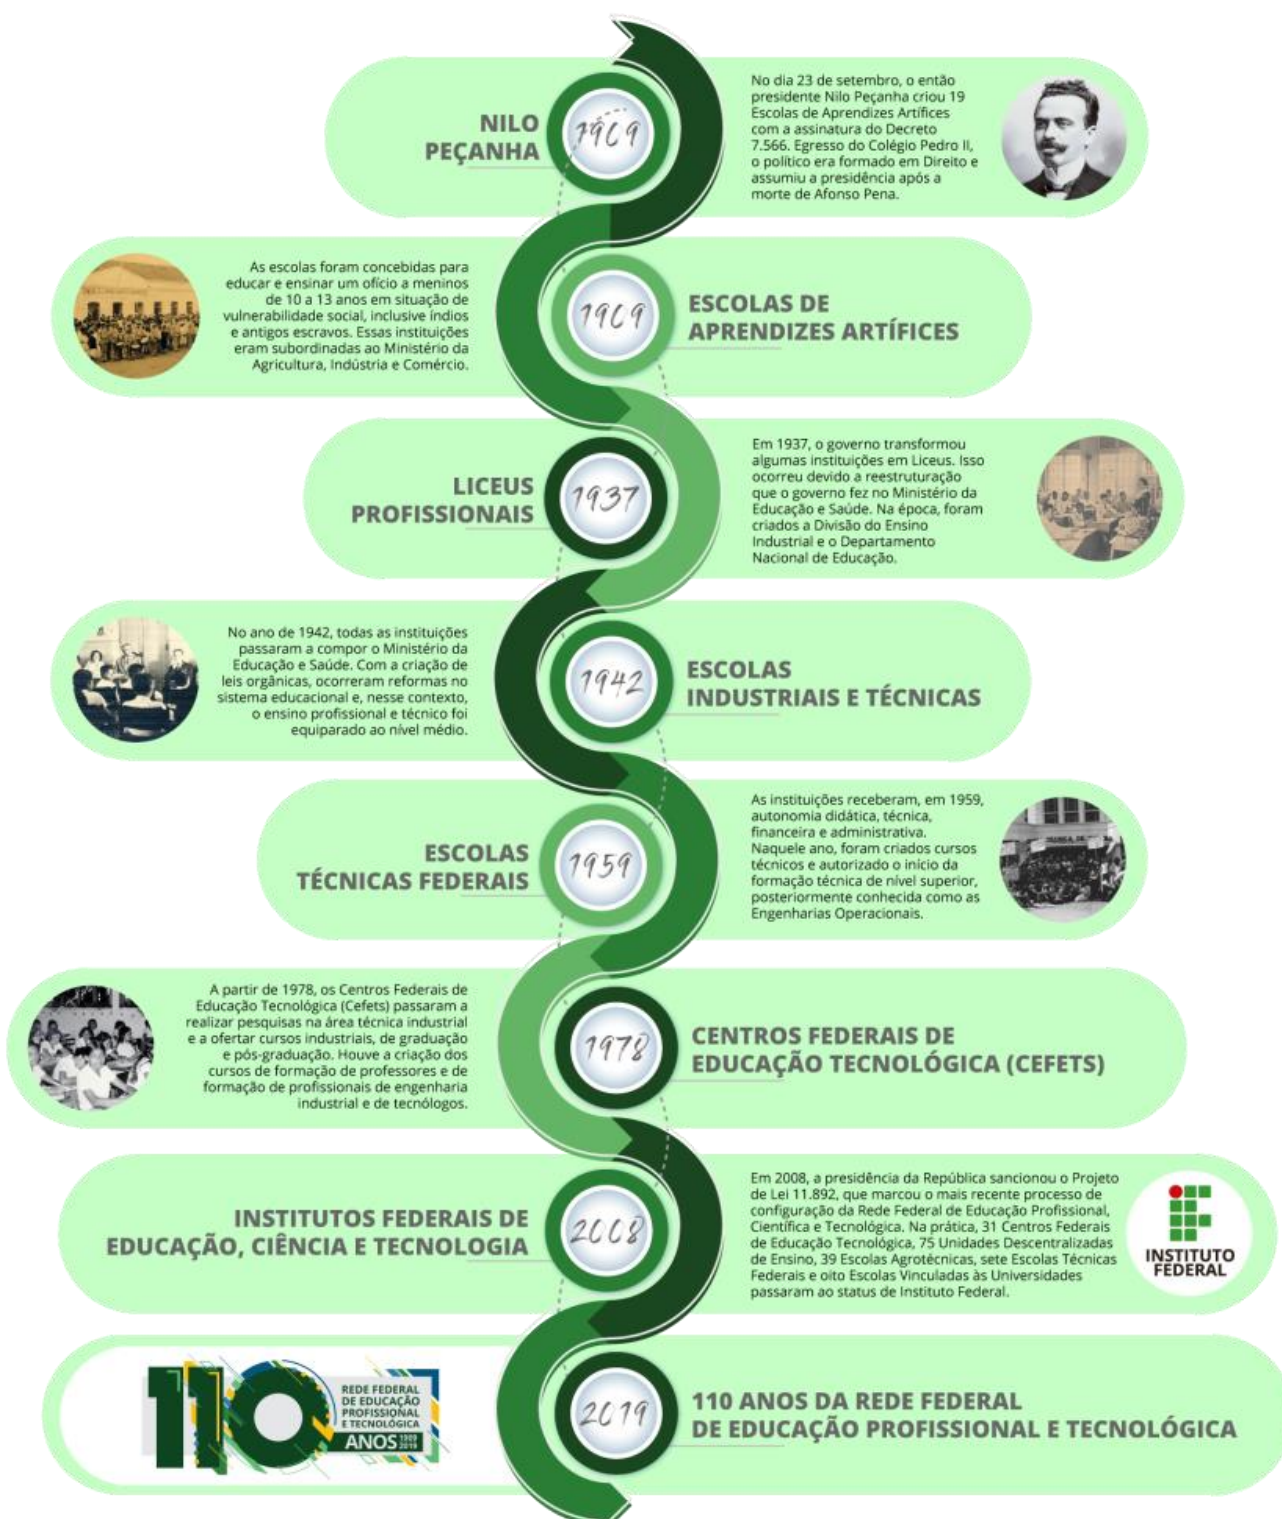 NILO
PEÇANHA
1909
No dia 23 de setembro, o então
presidente Nilo Peçanha criou 19
Escolas de Aprendizes Artífices
com a assinatura do Decreto
7.566. Egresso do Colégio Pedro II,
o político era formado em Direito e
assumiu a presidência após a
morte de Afonso Pena.
As escolas foram concebidas para
educar e ensinar um ofício a meninos
de 10 a 13 anos em situação de
vulnerabilidade social, inclusive índios
e antigos escravos. Essas instituições
eram subordinadas ao Ministério da
Agricultura, Indústria e Comércio.
1909
ESCOLAS DE
APRENDIZES ARTÍFICES
LICEUS
PROFISSIONAIS
1937
Em 1937, o governo transformou
algumas instituições em Liceus. Isso
ocorreu devido a reestruturação
que o governo fez no Ministério da
Educação e Saúde. Na época, foram
criados a Divisão do Ensino
Industrial e o Departamento
Nacional de Educação.
No ano de 1942, todas as instituições
passaram a compor o Ministério da
Educação e Saúde. Com a criação de
leis orgânicas, ocorreram reformas no
sistema educacional e, nesse contexto,
o ensino profissional e técnico foi
equiparado ao nível médio.
1942
ESCOLAS
INDUSTRIAIS E TÉCNICAS
ESCOLAS
TÉCNICAS FEDERAIS
1959
As instituições receberam, em 1959,
autonomia didática, técnica,
financeira e administrativa.
Naquele ano, foram criados cursos
técnicos e autorizado o início da
formação técnica de nível superior,
posteriormente conhecida como as
Engenharias Operacionais.
A partir de 1978, os Centros Federais de
Educação Tecnológica (Cefets) passaram a
realizar pesquisas na área técnica industrial
e a ofertar cursos industriais, de graduação
e pós-graduação. Houve a criação dos
cursos de formação de professores e de
formação de profissionais de engenharia
industrial e de tecnólogos.
1978
CENTROS FEDERAIS DE
EDUCAÇÃO TECNOLÓGICA (CEFETS)
INSTITUTOS FEDERAIS DE
EDUCAÇÃO, CIÊNCIA E TECNOLOGIA
2008
Em 2008, a presidência da República sancionou o Projeto
de Lei 11.892, que marcou o mais recente processo de
configuração da Rede Federal de Educação Profissional,
Científica e Tecnológica. Na prática, 31 Centros Federais
de Educação Tecnológica, 75 Unidades Descentralizadas
de Ensino, 39 Escolas Agrotécnicas, sete Escolas Técnicas
Federais e oito Escolas Vinculadas às Universidades
passaram ao status de Instituto Federal.
INSTITUTO
FEDERAL
110
REDE FEDERAL
DE EDUCAÇÃO
PROFISSIONAL
E TECNOLÓGICA
ANOS 1909
2019
2019
110 ANOS DA REDE FEDERAL
DE EDUCAÇÃO PROFISSIONAL E TECNOLÓGICA